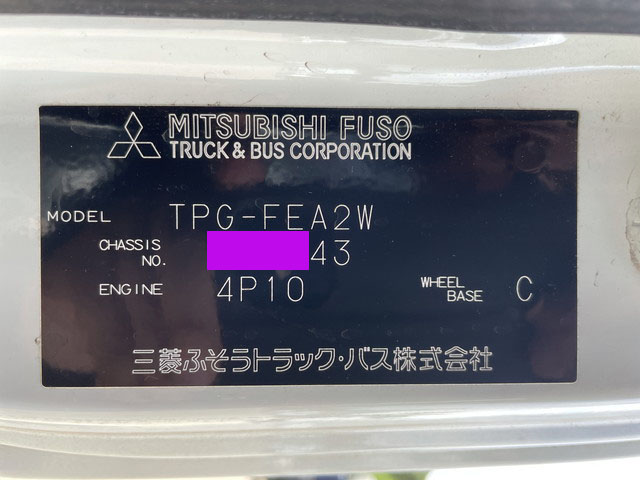 MITSUBISHI FUSO
TRUCK & BUS CORPORATION
MODEL TPG-FEA2W
CHASSIS NO. 43
ENGINE 4P10 WHEEL BASE C
三菱ふそうトラック・バス株式会社